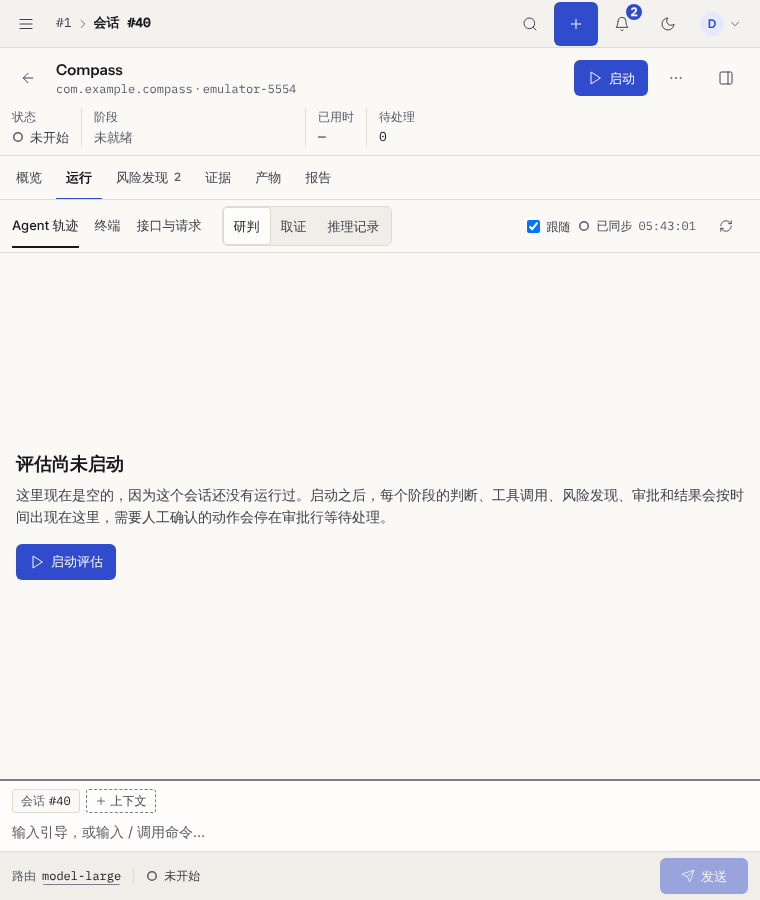 #1 > 会话 #40
2
D
Compass
com.example.compass · emulator-5554
启动
状态
未开始
阶段
未就绪
已用时
—
待处理
0
概览
运行
风险发现 2
证据
产物
报告
Agent 轨迹
终端
接口与请求
研判
取证
推理记录
跟随
已同步 05:43:01
评估尚未启动
这里现在是空的，因为这个会话还没有运行过。启动之后，每个阶段的判断、工具调用、风险发现、审批和结果会按时
间出现在这里，需要人工确认的动作会停在审批行等待处理。
启动评估
会话 #40
+ 上下文
输入引导，或输入 / 调用命令…
路由 model-large
未开始
发送